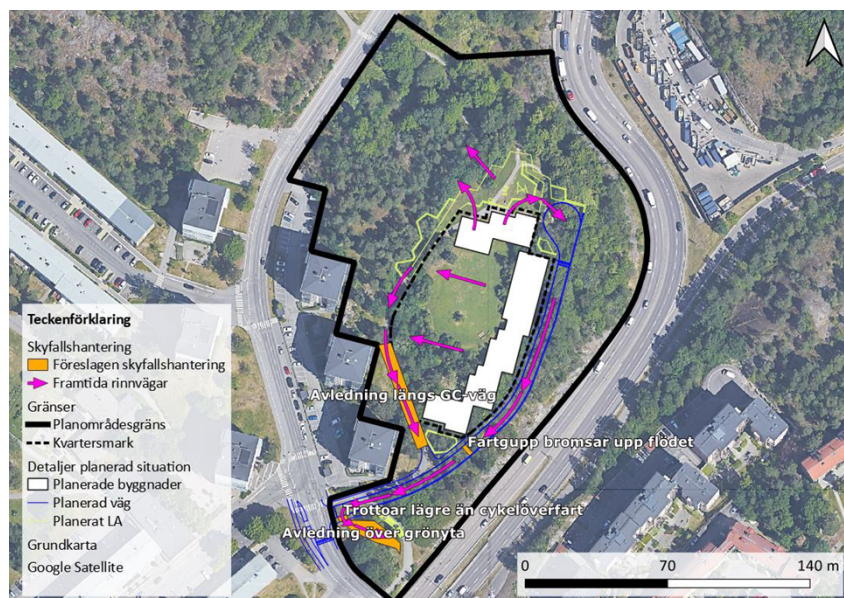 Teckenförklaring
Skyfallshantering
Föreslagen skyfallshantering
Framtida rinnvägar
Gränser
Planområdesgräns
Kvartersmark
Detaljer planerad situation
Planerade byggnader
Planerad väg
Planerat LA
Grundkarta
Google Satellite
Avledning längs GC-väg
Fartgupp bromsar upp flödet
Trottoar lägre än cykelöverfart
Avledning över grönyta
0 70 140 m